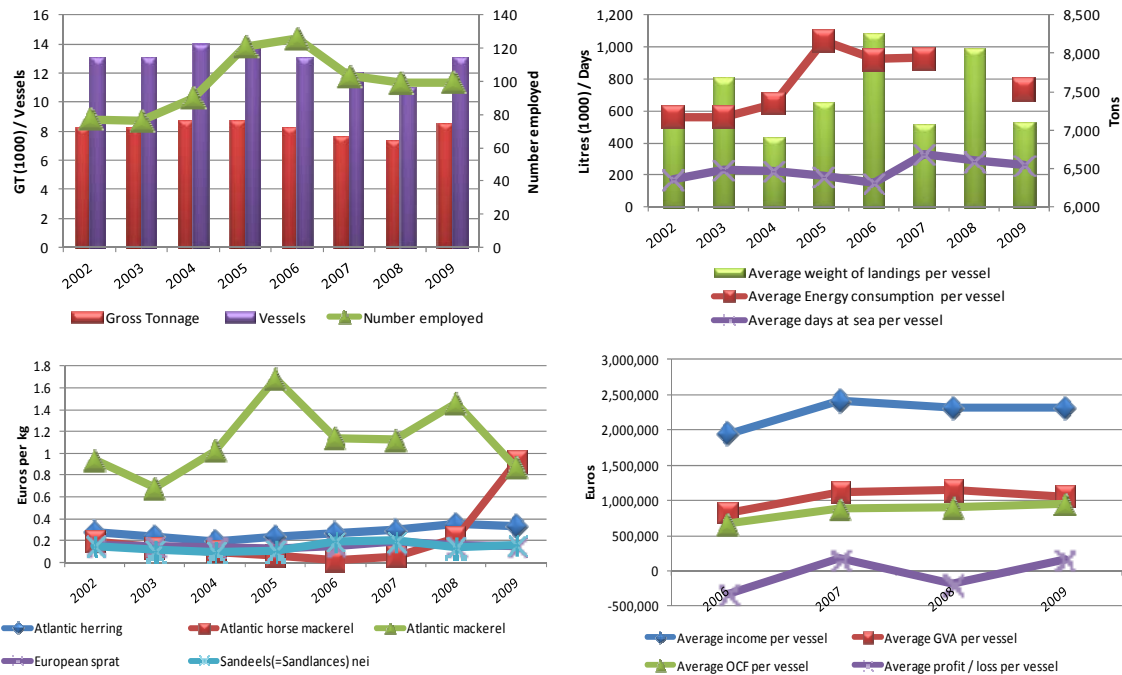 GT (1000) / Vessels
16
14
12
10
8
6
4
2
0
140
120
100
80
60
40
20
0
Number employed
2002 2003 2004 2005 2006 2007 2008 2009
Gross Tonnage Vessels Number employed
Litres (1000) / Days
1,200
1,000
800
600
400
200
0
8,500
8,000
7,500
7,000
6,500
6,000
Tons
2002 2003 2004 2005 2006 2007 2008 2009
Average weight of landings per vessel
Average Energy consumption per vessel
Average days at sea per vessel
Euros per kg
1.8
1.6
1.4
1.2
1
0.8
0.6
0.4
0.2
0
2002 2003 2004 2005 2006 2007 2008 2009
Atlantic herring Atlantic horse mackerel Atlantic mackerel
European sprat Sandeels(=Sandlances) nei
Euros
3,000,000
2,500,000
2,000,000
1,500,000
1,000,000
500,000
0
-500,000
2006 2007 2008 2009
Average income per vessel Average GVA per vessel
Average OCF per vessel Average profit / loss per vessel